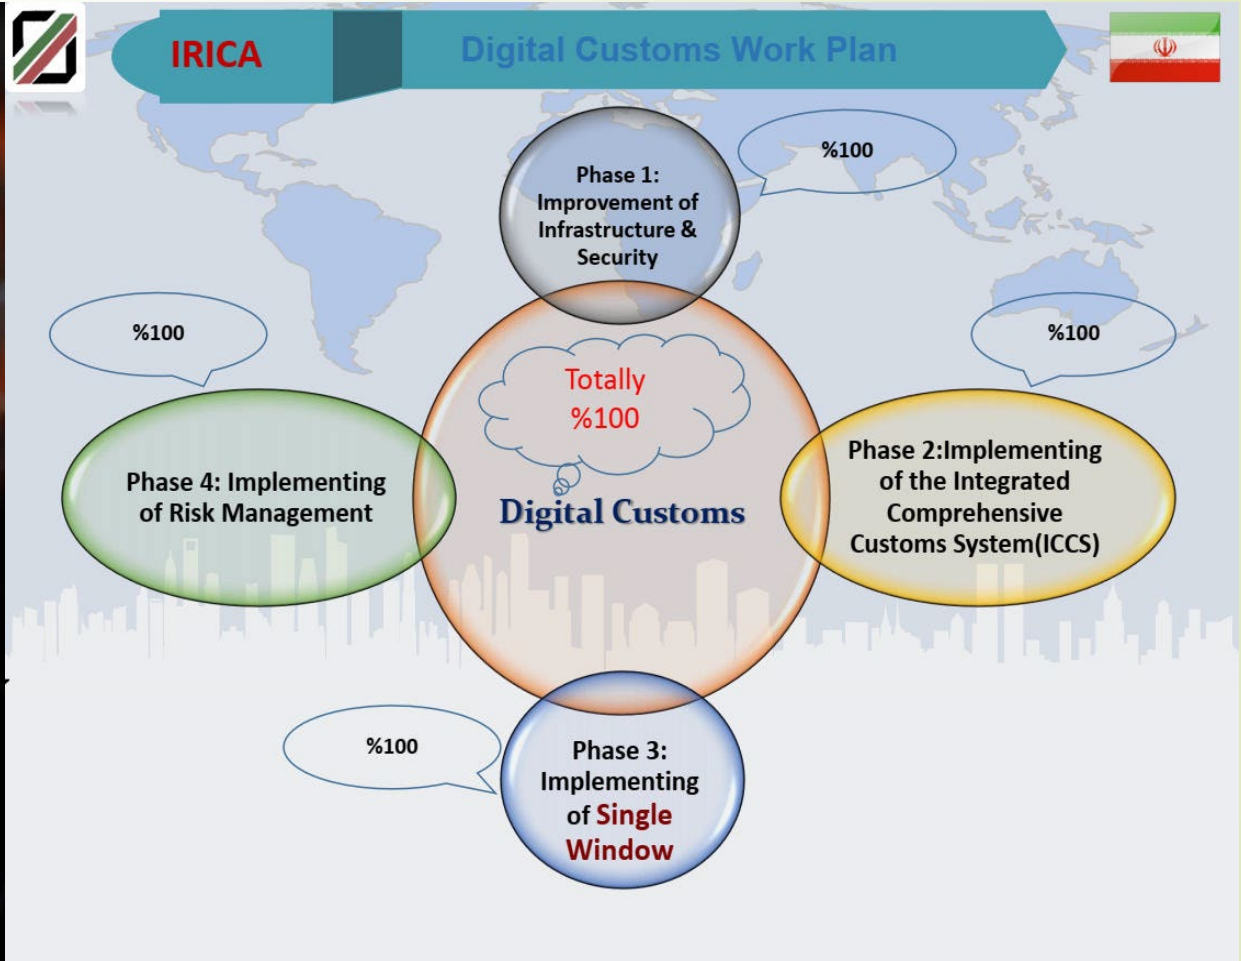 IRICA
Digital Customs Work Plan
%100
Phase 1:
Improvement of
Infrastructure &
Security
%100
%100
Totally
%100
Digital Customs
Phase 4: Implementing
of Risk Management
Phase 2:Implementing
of the Integrated
Comprehensive
Customs System(ICCS)
%100
Phase 3:
Implementing
of Single
Window